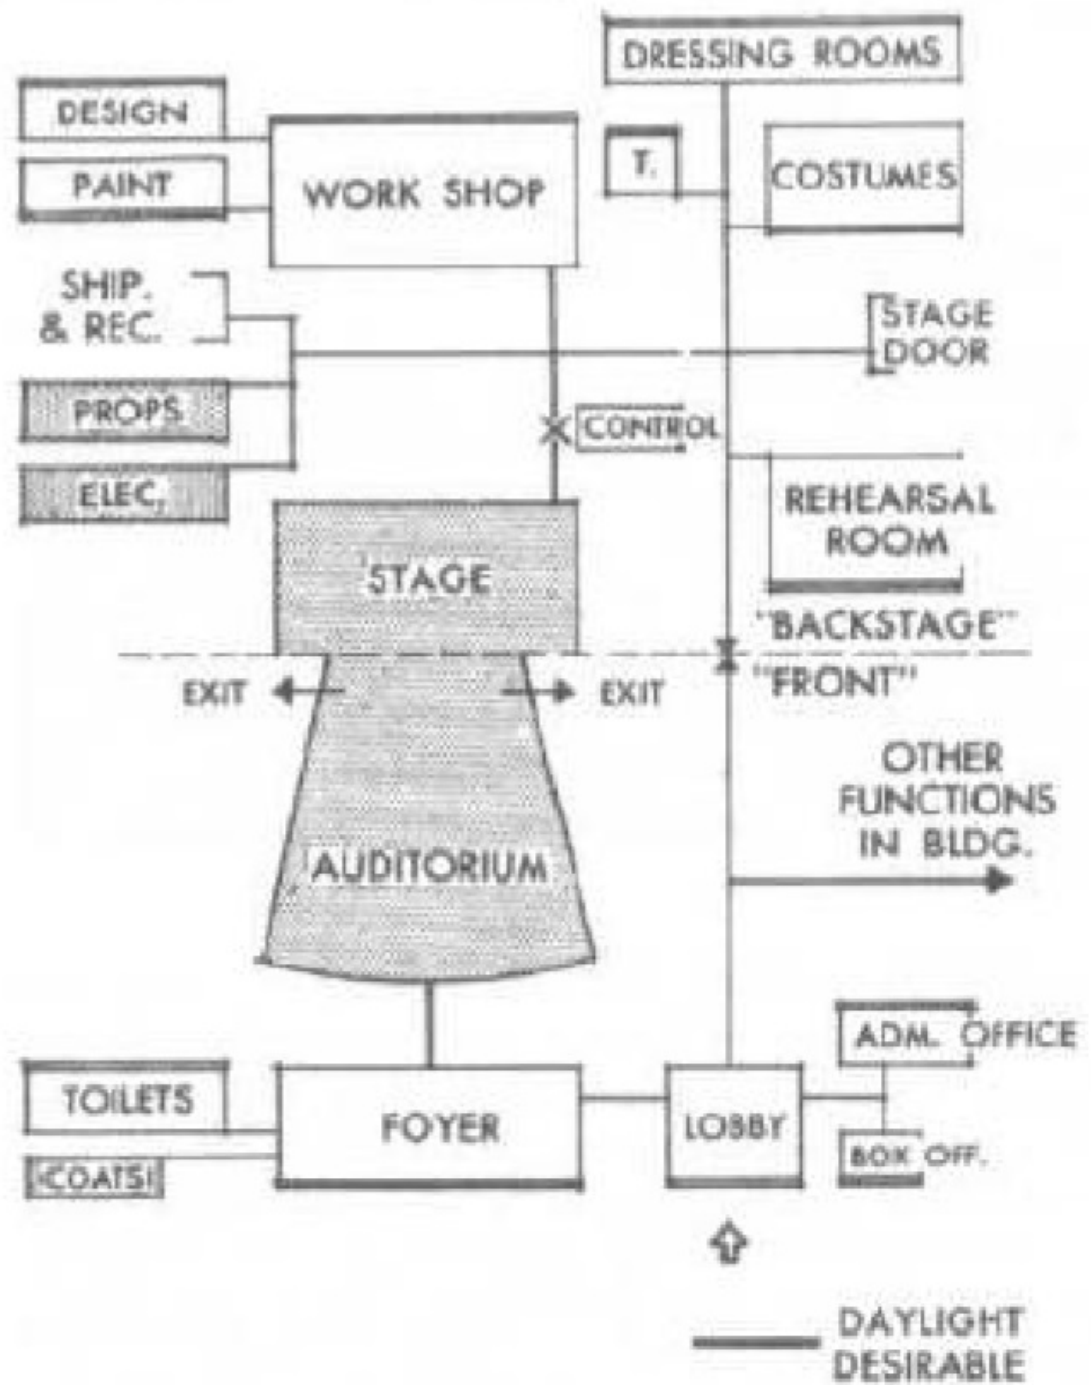 DRESSING ROOMS
DESIGN
PAINT
WORK SHOP
T.
COSTUMES
SHIP.
& REC.
STAGE
DOOR
PROPS.
CONTROL
ELEC.
REHEARSAL
ROOM
STAGE
"BACKSTAGE"
"FRONT"
EXIT
EXIT
OTHER
FUNCTIONS
IN BLDG.
AUDITORIUM
ADM. OFFICE
TOILETS
FOYER
LOBBY
BOX OFF.
COATS
DAYLIGHT
DESIRABLE